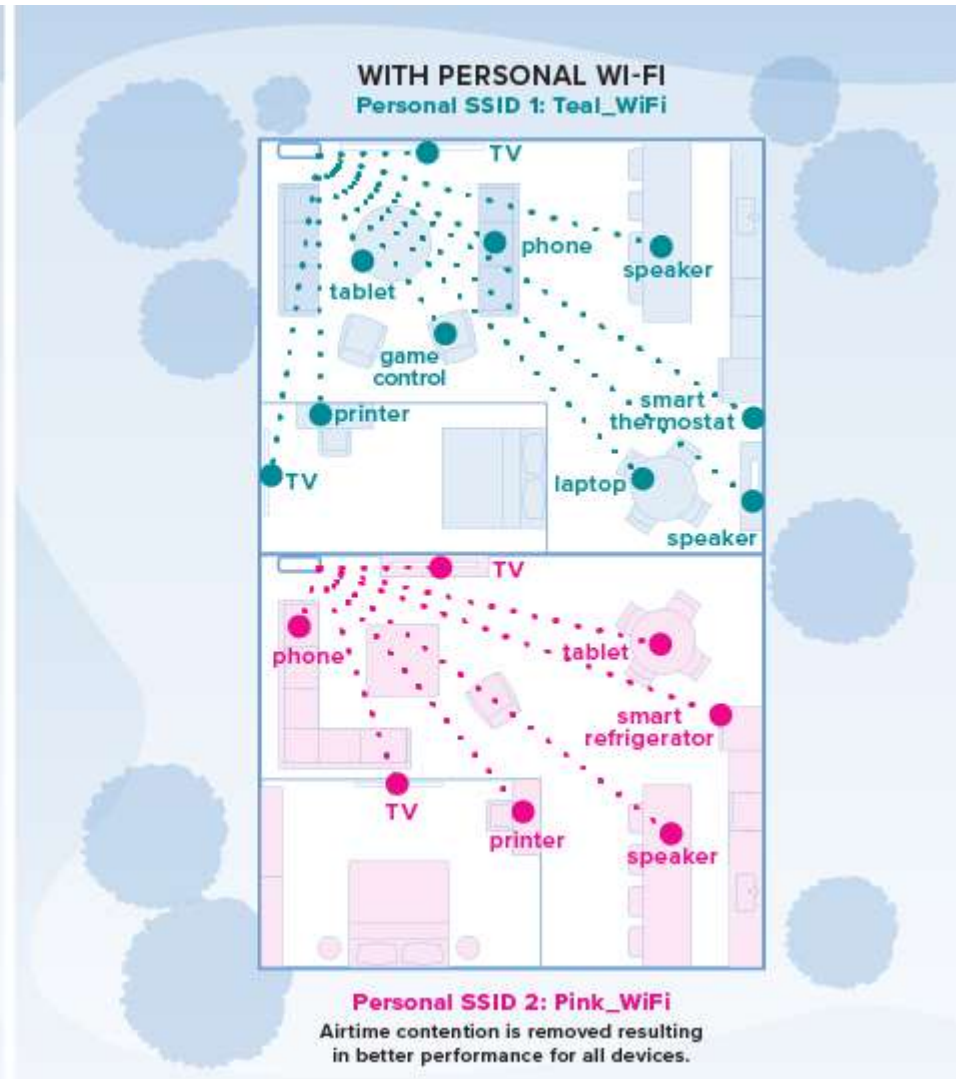 WITH PERSONAL WI-FI
Personal SSID 1: Teal_WiFi
TV
phone
speaker
tablet
game
control
smart
thermostat
printer
TV
laptop
speaker
TV
phone
tablet
smart
refrigerator
TV
printer
speaker
Personal SSID 2: Pink_WiFi
Airtime contention is removed resulting
in better performance for all devices.